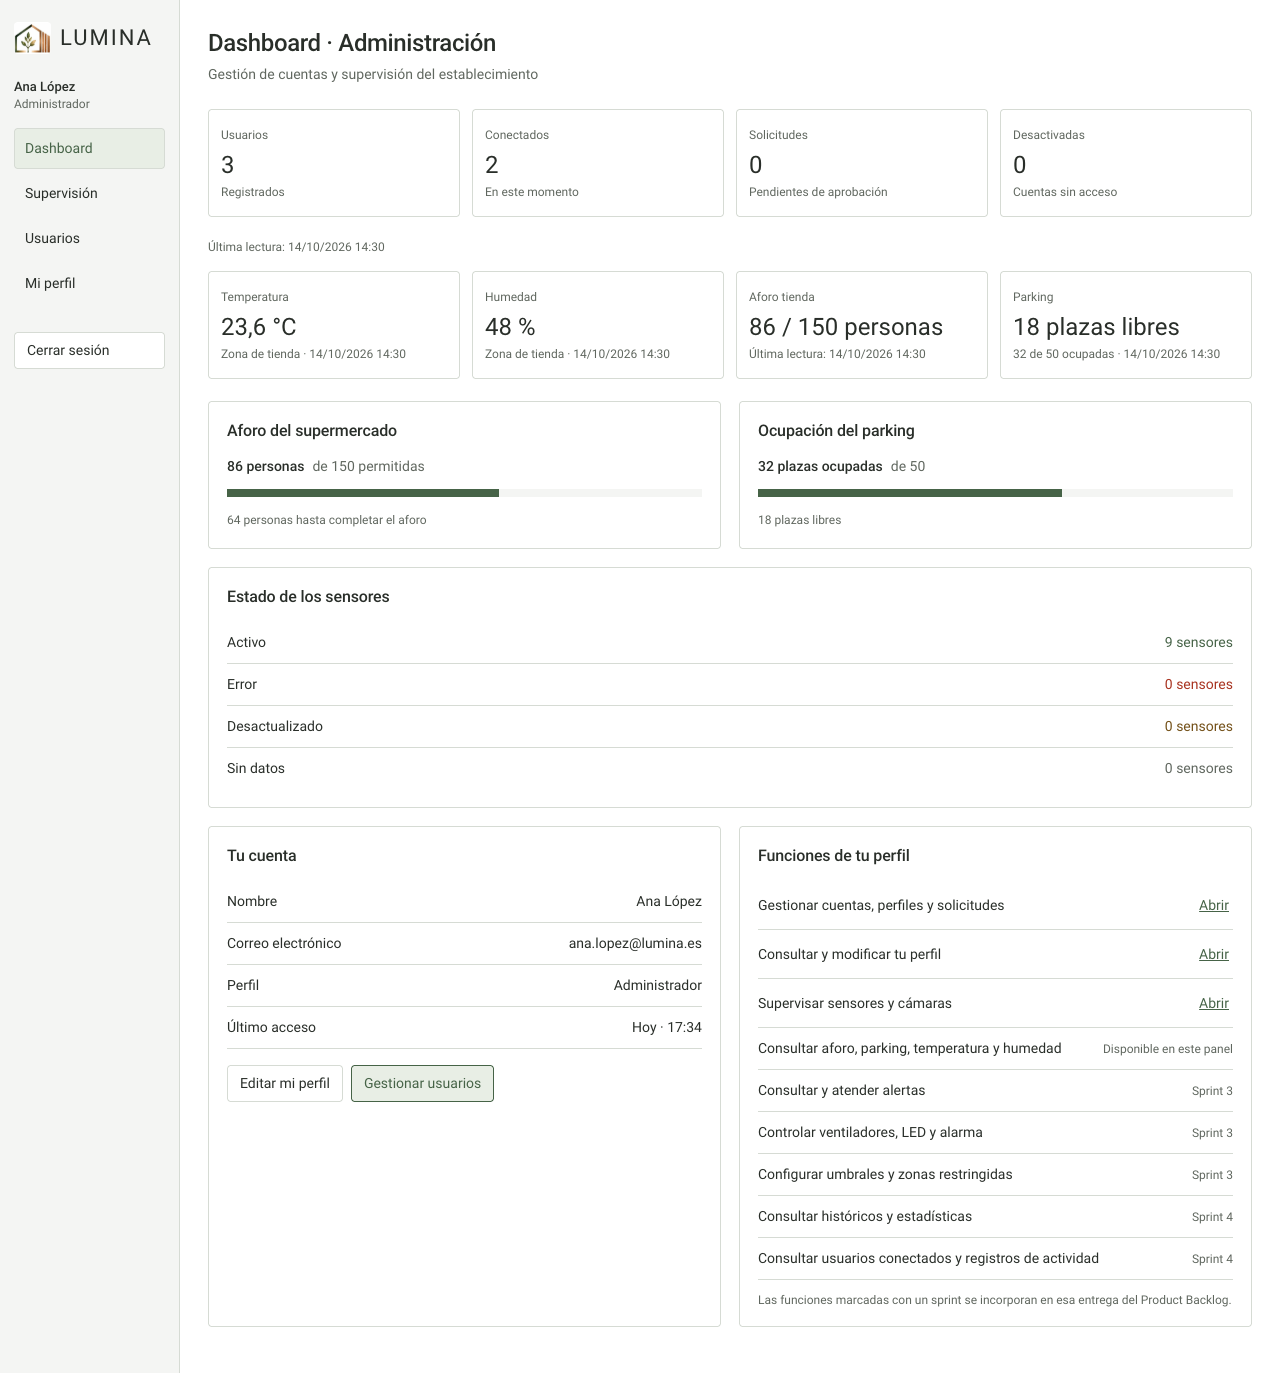 LUMINA
Ana López
Administrador
Dashboard
Supervisión
Usuarios
Mi perfil
Cerrar sesión
Dashboard · Administración
Gestión de cuentas y supervisión del establecimiento
Usuarios
3
Registrados
Conectados
2
En este momento
Solicitudes
0
Pendientes de aprobación
Desactivadas
0
Cuentas sin acceso
Última lectura: 14/10/2026 14:30
Temperatura
23,6 °C
Zona de tienda · 14/10/2026 14:30
Humedad
48 %
Zona de tienda · 14/10/2026 14:30
Aforo tienda
86 / 150 personas
Última lectura: 14/10/2026 14:30
Parking
18 plazas libres
32 de 50 ocupadas · 14/10/2026 14:30
Aforo del supermercado
86 personas de 150 permitidas
64 personas hasta completar el aforo
Ocupación del parking
32 plazas ocupadas de 50
18 plazas libres
Estado de los sensores
Activo 9 sensores
Error 0 sensores
Desactualizado 0 sensores
Sin datos 0 sensores
Tu cuenta
Nombre Ana López
Correo electrónico ana.lopez@lumina.es
Perfil Administrador
Último acceso Hoy · 17:34
Editar mi perfil Gestionar usuarios
Funciones de tu perfil
Gestionar cuentas, perfiles y solicitudes Abrir
Consultar y modificar tu perfil Abrir
Supervisar sensores y cámaras Abrir
Consultar aforo, parking, temperatura y humedad Disponible en este panel
Consultar y atender alertas Sprint 3
Controlar ventiladores, LED y alarma Sprint 3
Configurar umbrales y zonas restringidas Sprint 3
Consultar históricos y estadísticas Sprint 4
Consultar usuarios conectados y registros de actividad Sprint 4
Las funciones marcadas con un sprint se incorporan en esa entrega del Product Backlog.